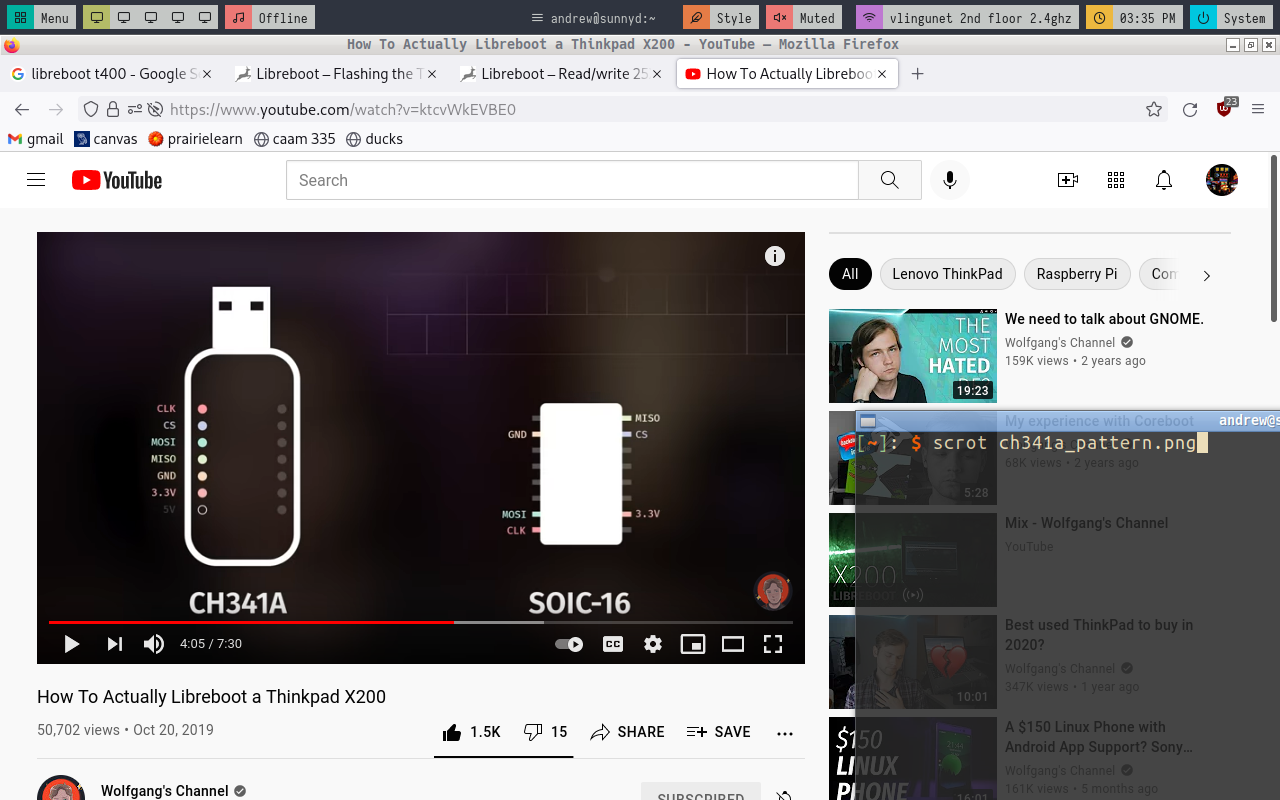 Menu
Offline
andrew@sunnyd:~
Style
Muted
vlingunet 2nd floor 2.4ghz
03:35 PM
System
How To Actually Libreboot a Thinkpad X200 - YouTube — Mozilla Firefox
libreboot t400 - Google S
Libreboot – Flashing the T
Libreboot – Read/write 25
How To Actually Libreboo
https://www.youtube.com/watch?v=ktcvWkEVBE0
23
gmail
canvas
prairielearn
caam 335
ducks
YouTube
Search
CLK
CS
MOSI
MISO
GND
3.3V
5V
CH341A
GND
MOSI
CLK
MISO
CS
3.3V
SOIC-16
4:05 / 7:30
CC
How To Actually Libreboot a Thinkpad X200
50,702 views • Oct 20, 2019
1.5K
15
SHARE
SAVE
Wolfgang's Channel
SUBSCRIBED
All
Lenovo ThinkPad
Raspberry Pi
Com
THE
MOST
HATED
19:23
We need to talk about GNOME.
Wolfgang's Channel
159K views • 2 years ago
My experience with Coreboot
andrew@s
[~]: $ scrot ch341a_pattern.png
68K views • 2 years ago
5:28
X200
LIBREBOOT
Mix - Wolfgang's Channel
YouTube
10:01
Best used ThinkPad to buy in
2020?
Wolfgang's Channel
347K views • 1 year ago
$150
LINUX
PHONE
16:01
A $150 Linux Phone with
Android App Support? Sony…
Wolfgang's Channel
161K views • 5 months ago